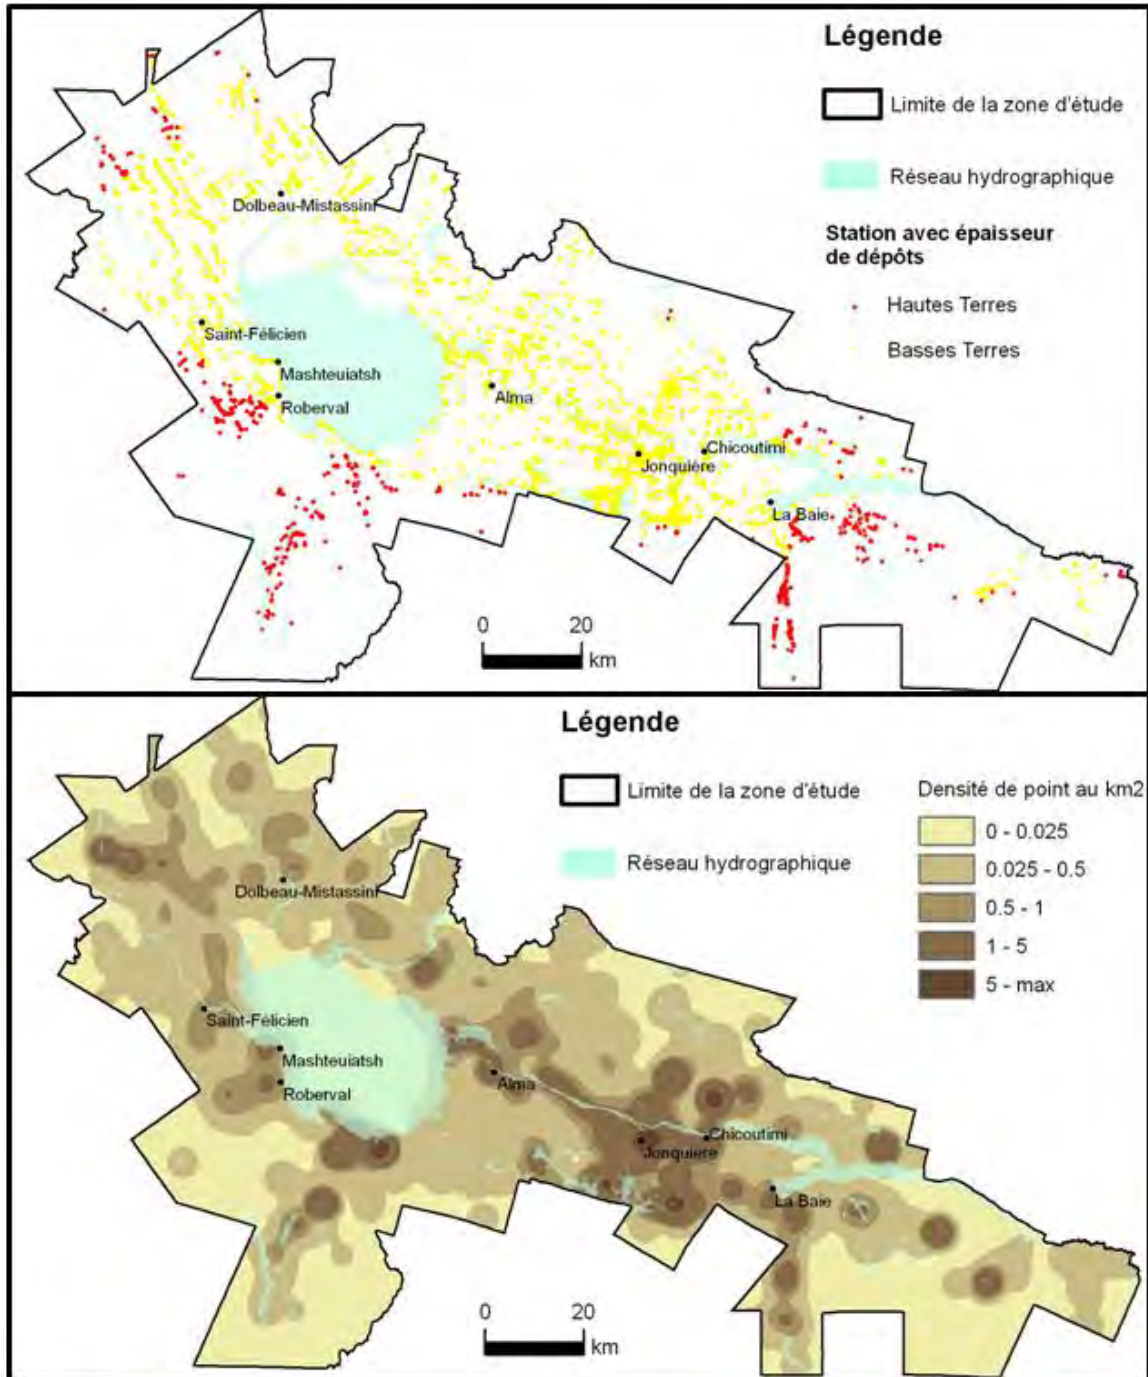 Légende
Limite de la zone d'étude
Réseau hydrographique
Station avec épaisseur
de dépôts
Hautes Terres
Basses Terres
Dolbeau-Mistassini
Saint-Félicien
Mashteuiatsh
Roberval
Alma
Chicoutimi
Jonquière
La Baie
0 20
km
Légende
Limite de la zone d'étude
Réseau hydrographique
Densité de point au km2
0 - 0.025
0.025 - 0.5
0.5 - 1
1 - 5
5 - max
Dolbeau-Mistassini
Saint-Félicien
Mashteuiatsh
Roberval
Alma
Chicoutimi
Jonquière
La Baie
0 20
km